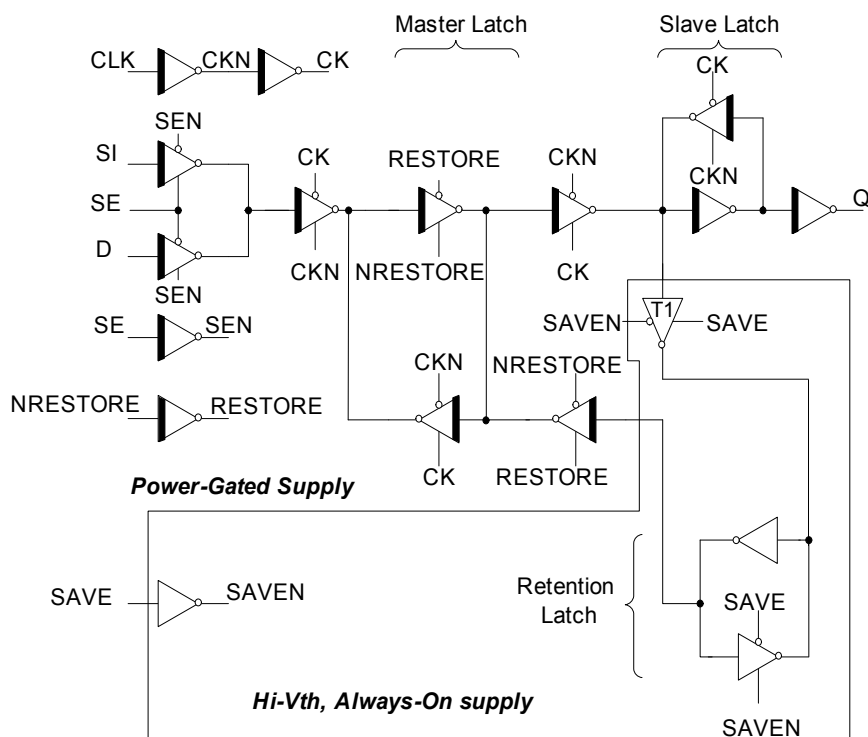 Master Latch
Slave Latch
CLK
CKN
CK
CK
SEN
SI
CK
RESTORE
CKN
CKN
SE
Q
D
CKN
NRESTORE
CK
SEN
T1
SAVEN
SAVE
SE
SEN
CKN
NRESTORE
NRESTORE
RESTORE
CK
RESTORE
Power-Gated Supply
Retention
Latch
SAVE
SAVEN
SAVE
Hi-Vth, Always-On supply
SAVEN